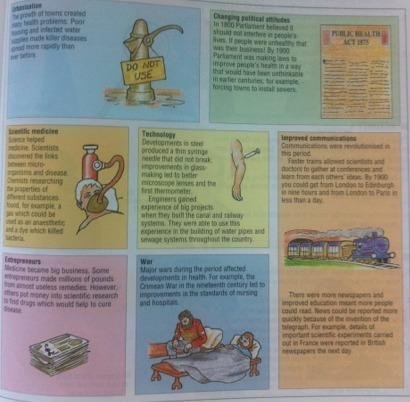 Urbanisation
The growth of towns created
many health problems. Poor
housing and infected water
supplies made killer diseases
spread more rapidly than
ever before.
DO NOT
USE
Changing political attitudes
In 1800 Parliament believed it
should not interfere in people's
lives. If people were unhealthy that
was their business! By 1900
Parliament was making laws to
improve people's health in a way
that would have been unthinkable
in earlier centuries; for example,
forcing towns to install sewers.
PUBLIC HEALTH
ACT 1875
Scientific medicine
Science helped
medicine. Scientists
discovered the links
between micro-
organisms and disease.
Chemists researching
the properties of
different substances
found, for example, a
gas which could be
used as an anaesthetic
and a dye which killed
bacteria.
Technology
Developments in steel
produced a thin syringe
needle that did not break;
improvements in glass-
making led to better
microscope lenses and the
first thermometer.
Engineers gained
experience of big projects
when they built the canal and railway
systems. They were able to use this
experience in the building of water pipes and
sewage systems throughout the country.
Improved communications
Communications were revolutionised in
this period.
Faster trains allowed scientists and
doctors to gather at conferences and
learn from each others' ideas. By 1900
you could get from London to Edinburgh
in nine hours and from London to Paris in
less than a day.
There were more newspapers and
improved education meant more people
could read. News could be reported more
quickly because of the invention of the
telegraph. For example, details of
important scientific experiments carried
out in France were reported in British
newspapers the next day.
Entrepreneurs
Medicine became big business. Some
entrepreneurs made millions of pounds
from almost useless remedies. However,
others put money into scientific research
to find drugs which would help to cure
disease.
War
Major wars during the period affected
developments in health. For example, the
Crimean War in the nineteenth century led to
improvements in the standards of nursing
and hospitals.